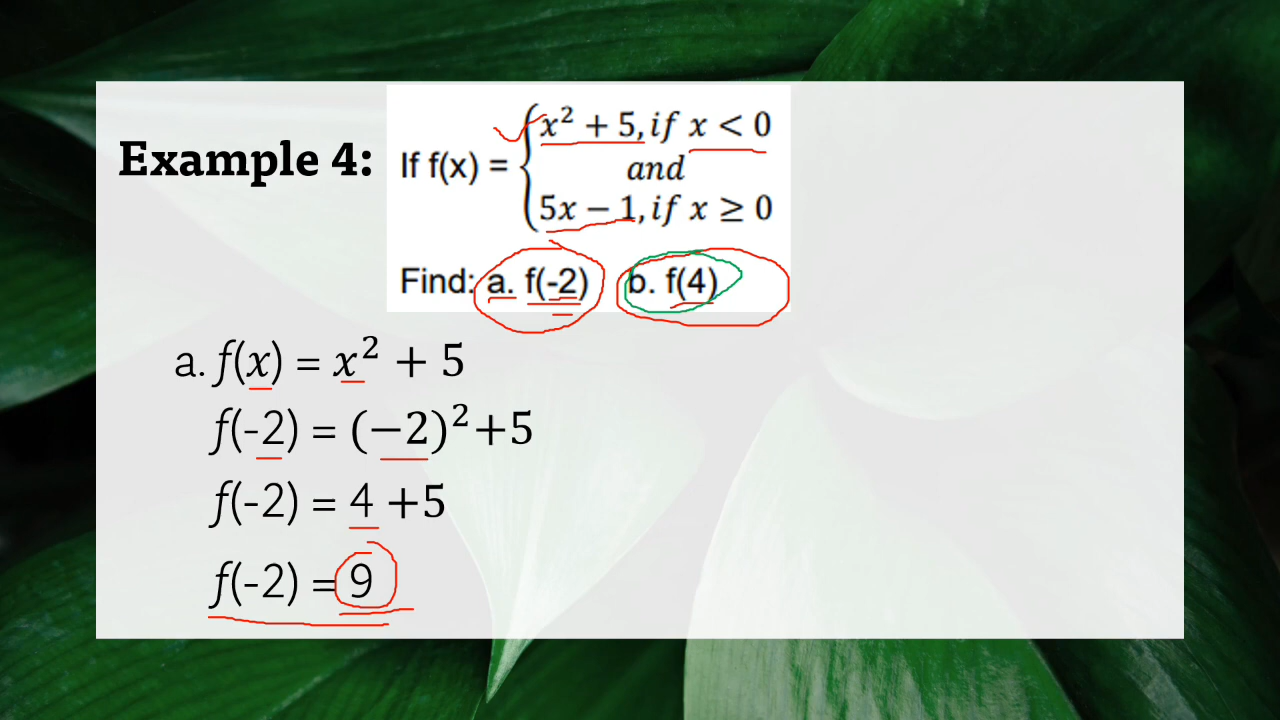 Example 4:
If f(x) = {x² + 5, if x < 0
and
5x − 1, if x ≥ 0
Find: a. f(-2) b. f(4)
a. f(x) = x² + 5
f(-2) = (−2)²+5
f(-2) = 4 +5
f(-2) = 9